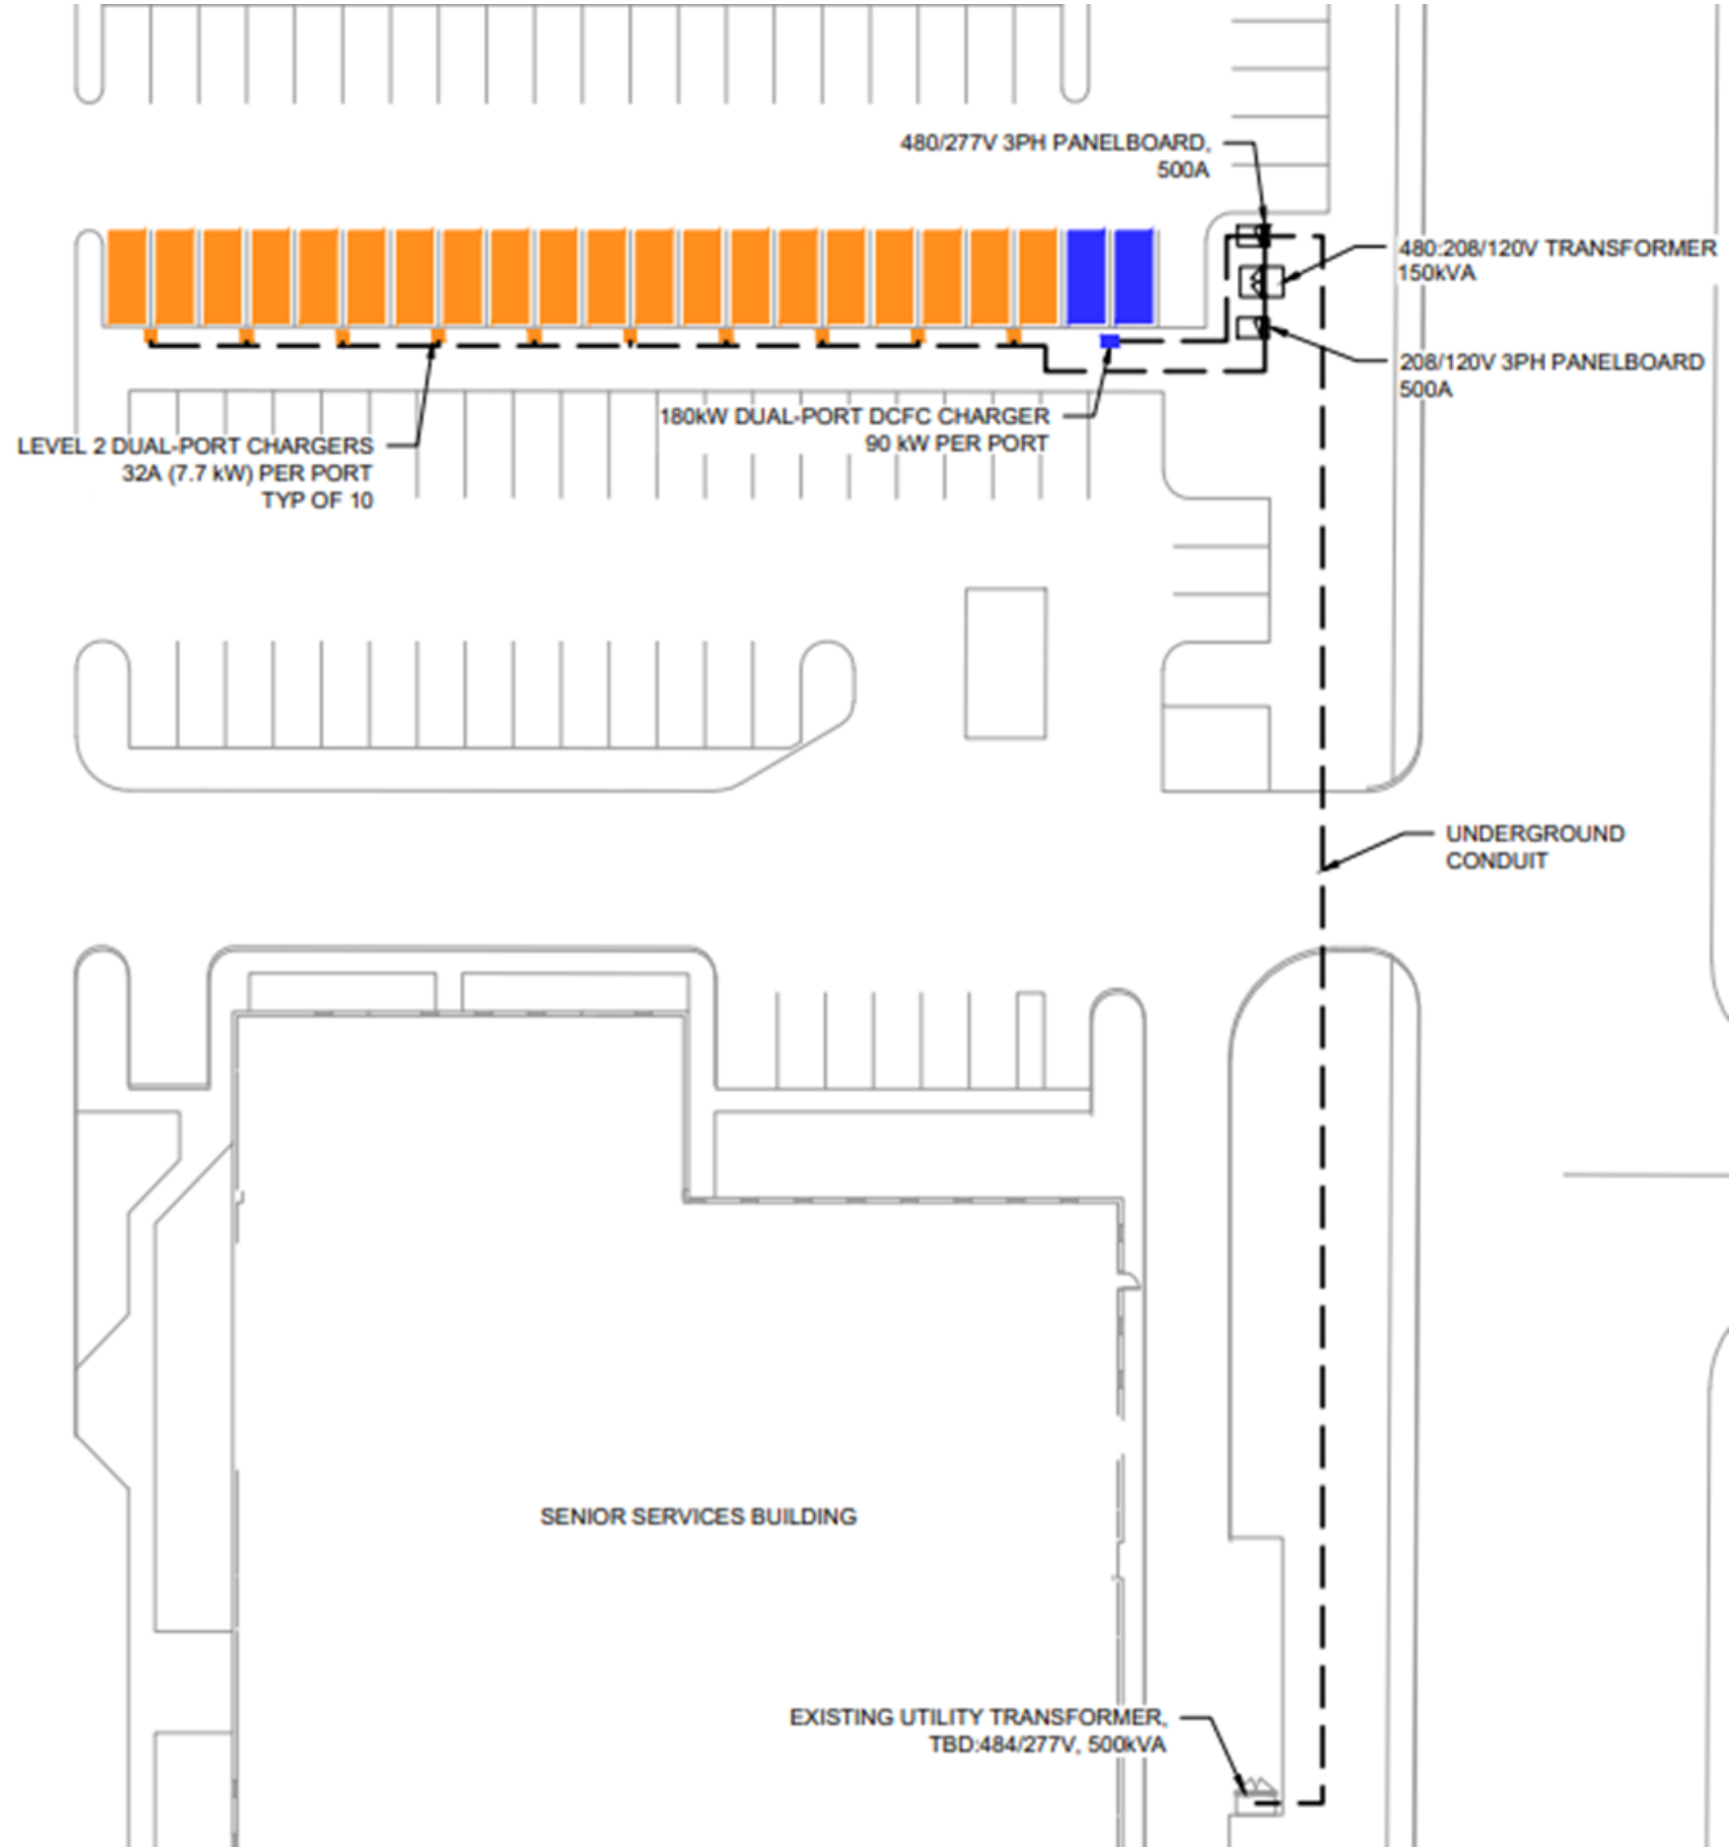 480/277V 3PH PANELBOARD,
500A
480:208/120V TRANSFORMER
150kVA
208/120V 3PH PANELBOARD
500A
180kW DUAL-PORT DCFC CHARGER
90 kW PER PORT
LEVEL 2 DUAL-PORT CHARGERS
32A (7.7 kW) PER PORT
TYP OF 10
UNDERGROUND
CONDUIT
SENIOR SERVICES BUILDING
EXISTING UTILITY TRANSFORMER,
TBD:484/277V, 500kVA